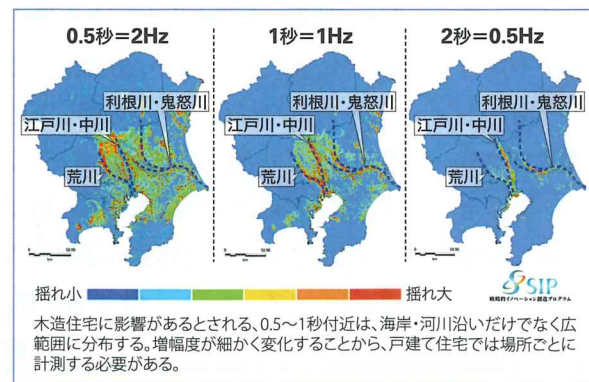 0.5秒=2Hz
1秒=1Hz
2秒=0.5Hz
利根川・鬼怒川
江戸川・中川
荒川
利根川・鬼怒川
江戸川・中川
荒川
利根川・鬼怒川
江戸川・中川
荒川
揺れ小
揺れ大
SIP
戦略的イノベーション創造プログラム
木造住宅に影響があるとされる、0.5〜1秒付近は、海岸・河川沿いだけでなく広
範囲に分布する。増幅度が細かく変化することから、戸建て住宅では場所ごとに
計測する必要がある。